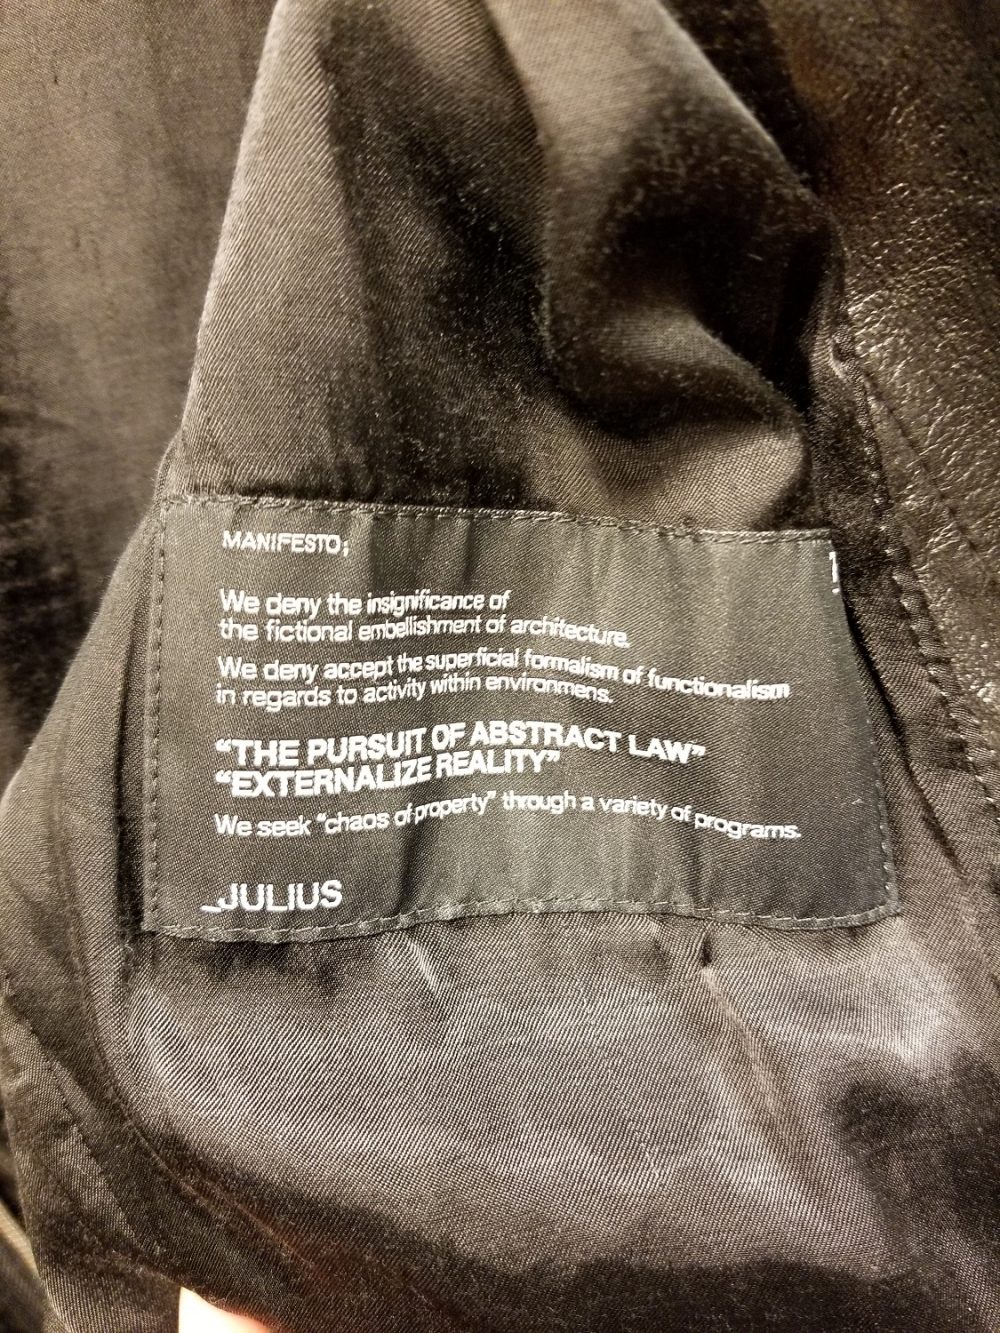 MANIFESTO;
We deny the insignificance of
the fictional embellishment of architecture.
We deny accept the superficial formalism of functionalism
in regards to activity within environmens.
“THE PURSUIT OF ABSTRACT LAW”
“EXTERNALIZE REALITY”
We seek “chaos of property” through a variety of programs.
_JULIUS